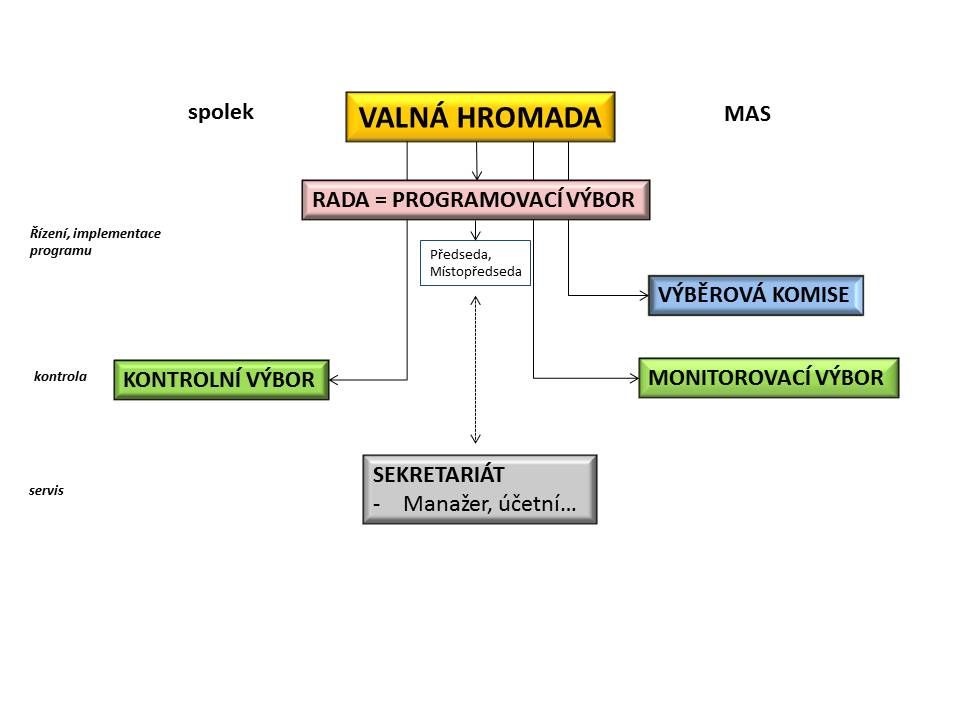 spolek
VALNÁ HROMADA
MAS
RADA = PROGRAMOVACÍ VÝBOR
Řízení, implementace
programu
Předseda,
Místopředseda
VÝBĚROVÁ KOMISE
kontrola
KONTROLNÍ VÝBOR
MONITOROVACÍ VÝBOR
SEKRETARIÁT
- Manažer, účetní...
servis